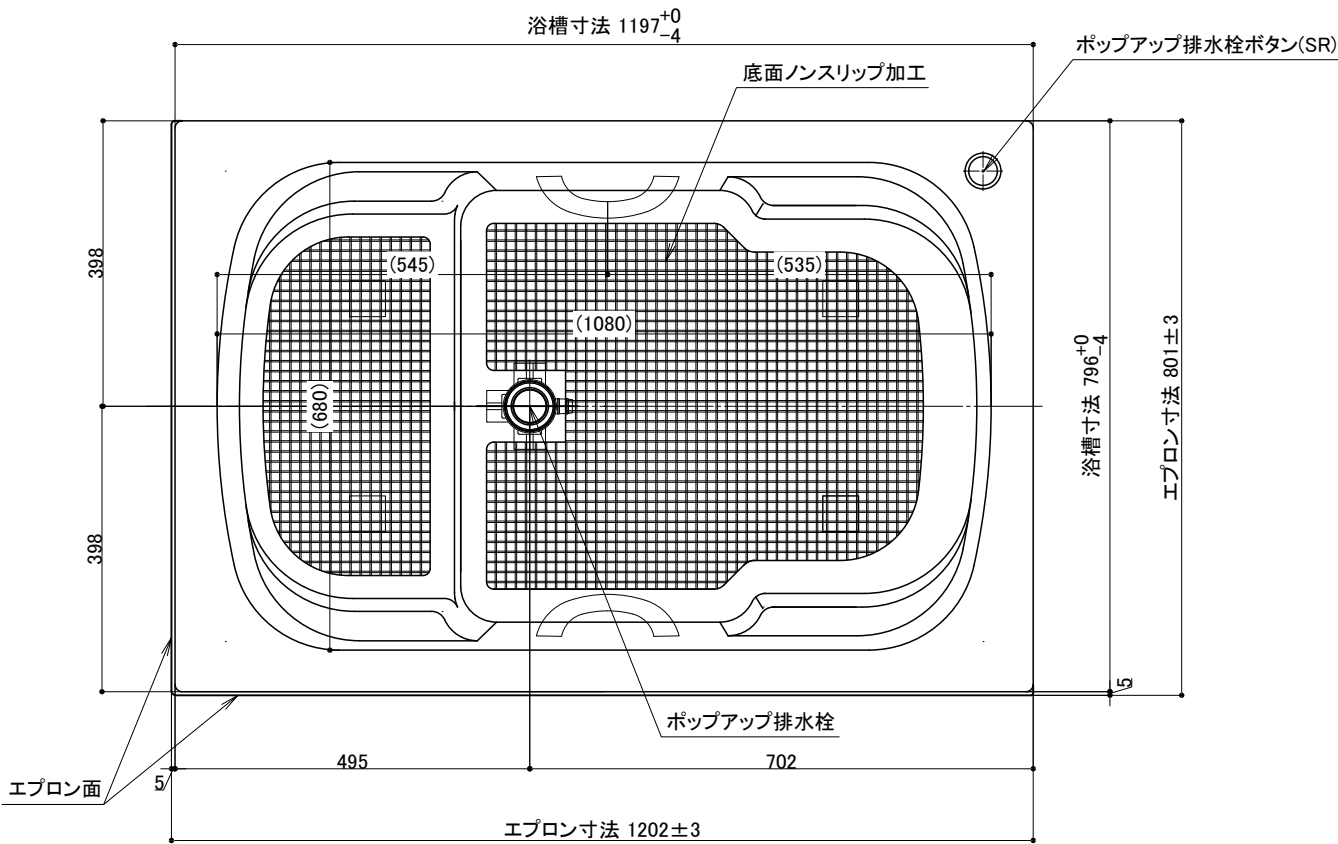 浴槽寸法 1197+0-4
ポップアップ排水栓ボタン(SR)
底面ノンスリップ加工
398
(545)
(535)
(1080)
(680)
浴槽寸法 796+0-4
エプロン寸法 801±3
398
5
ポップアップ排水栓
495
702
5
エプロン面
エプロン寸法 1202±3